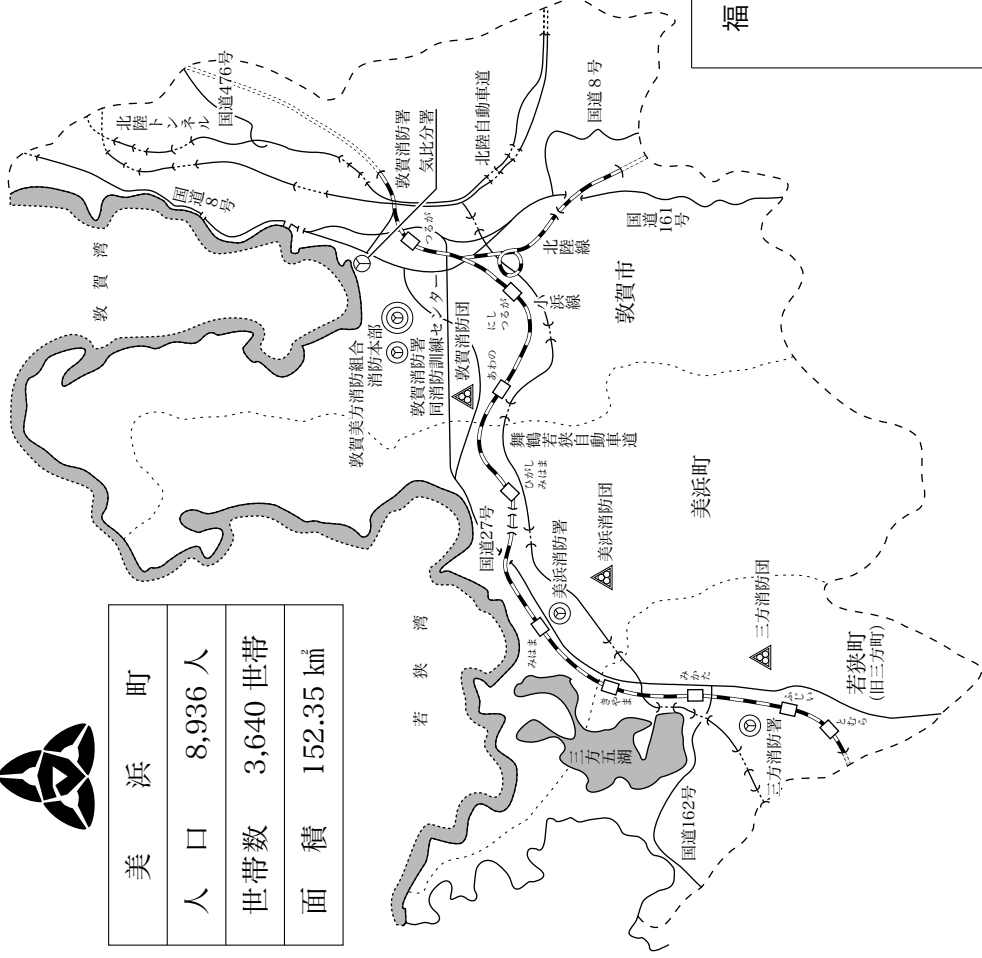 美浜町
人口 8,936 人
世帯数 3,640 世帯
面積 152.35 k㎡
福
敦賀湾
若狭湾
国道8号
北陸トンネル
国道476号
敦賀消防署
気比分署
北陸自動車道
国道8号
国道161号
北陸線
小浜線
敦賀市
つるが
にしつるが
あわの
敦賀美方消防組合
消防本部
敦賀消防署
同消防訓練センター
敦賀消防団
舞鶴若狭自動車道
ひがしみはま
国道27号
美浜消防署
美浜消防団
美浜町
みはま
きやま
みかた
三方五湖
三方消防団
若狭町
(旧三方町)
ふじい
とむら
三方消防署
国道162号